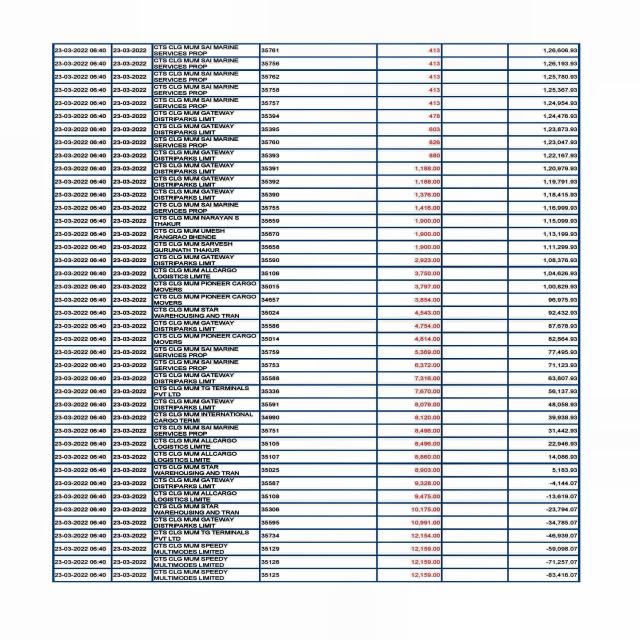 23-03-2022 06:40 23-03-2022 CTS CLG MUM SAI MARINE SERVICES PROP 35761 413 1,26,606.93
23-03-2022 06:40 23-03-2022 CTS CLG MUM SAI MARINE SERVICES PROP 35756 413 1,26,193.93
23-03-2022 06:40 23-03-2022 CTS CLG MUM SAI MARINE SERVICES PROP 35762 413 1,25,780.93
23-03-2022 06:40 23-03-2022 CTS CLG MUM SAI MARINE SERVICES PROP 35758 413 1,25,367.93
23-03-2022 06:40 23-03-2022 CTS CLG MUM SAI MARINE SERVICES PROP 35757 413 1,24,954.93
23-03-2022 06:40 23-03-2022 CTS CLG MUM GATEWAY DISTRIPARKS LIMIT 35394 478 1,24,476.93
23-03-2022 06:40 23-03-2022 CTS CLG MUM GATEWAY DISTRIPARKS LIMIT 35395 603 1,23,873.93
23-03-2022 06:40 23-03-2022 CTS CLG MUM SAI MARINE SERVICES PROP 35760 826 1,23,047.93
23-03-2022 06:40 23-03-2022 CTS CLG MUM GATEWAY DISTRIPARKS LIMIT 35393 880 1,22,167.93
23-03-2022 06:40 23-03-2022 CTS CLG MUM GATEWAY DISTRIPARKS LIMIT 35391 1,188.00 1,20,979.93
23-03-2022 06:40 23-03-2022 CTS CLG MUM GATEWAY DISTRIPARKS LIMIT 35392 1,188.00 1,19,791.93
23-03-2022 06:40 23-03-2022 CTS CLG MUM GATEWAY DISTRIPARKS LIMIT 35390 1,376.00 1,18,415.93
23-03-2022 06:40 23-03-2022 CTS CLG MUM SAI MARINE SERVICES PROP 35755 1,416.00 1,16,999.93
23-03-2022 06:40 23-03-2022 CTS CLG MUM NARAYAN S THAKUR 35659 1,900.00 1,15,099.93
23-03-2022 06:40 23-03-2022 CTS CLG MUM UMESH RANGRAO BHENDE 35670 1,900.00 1,13,199.93
23-03-2022 06:40 23-03-2022 CTS CLG MUM SARVESH GURUNATH THAKUR 35658 1,900.00 1,11,299.93
23-03-2022 06:40 23-03-2022 CTS CLG MUM GATEWAY DISTRIPARKS LIMIT 35590 2,923.00 1,08,376.93
23-03-2022 06:40 23-03-2022 CTS CLG MUM ALLCARGO LOGISTICS LIMITE 35106 3,750.00 1,04,626.93
23-03-2022 06:40 23-03-2022 CTS CLG MUM PIONEER CARGO MOVERS 35015 3,797.00 1,00,829.93
23-03-2022 06:40 23-03-2022 CTS CLG MUM PIONEER CARGO MOVERS 34657 3,854.00 96,975.93
23-03-2022 06:40 23-03-2022 CTS CLG MUM STAR WAREHOUSING AND TRAN 35024 4,543.00 92,432.93
23-03-2022 06:40 23-03-2022 CTS CLG MUM GATEWAY DISTRIPARKS LIMIT 35586 4,754.00 87,678.93
23-03-2022 06:40 23-03-2022 CTS CLG MUM PIONEER CARGO MOVERS 35014 4,814.00 82,864.93
23-03-2022 06:40 23-03-2022 CTS CLG MUM SAI MARINE SERVICES PROP 35759 5,369.00 77,495.93
23-03-2022 06:40 23-03-2022 CTS CLG MUM SAI MARINE SERVICES PROP 35753 6,372.00 71,123.93
23-03-2022 06:40 23-03-2022 CTS CLG MUM GATEWAY DISTRIPARKS LIMIT 35588 7,316.00 63,807.93
23-03-2022 06:40 23-03-2022 CTS CLG MUM TG TERMINALS PVT LTD 35336 7,670.00 56,137.93
23-03-2022 06:40 23-03-2022 CTS CLG MUM GATEWAY DISTRIPARKS LIMIT 35591 8,079.00 48,058.93
23-03-2022 06:40 23-03-2022 CTS CLG MUM INTERNATIONAL CARGO TERMI 34990 8,120.00 39,938.93
23-03-2022 06:40 23-03-2022 CTS CLG MUM SAI MARINE SERVICES PROP 35751 8,496.00 31,442.93
23-03-2022 06:40 23-03-2022 CTS CLG MUM ALLCARGO LOGISTICS LIMITE 35105 8,496.00 22,946.93
23-03-2022 06:40 23-03-2022 CTS CLG MUM ALLCARGO LOGISTICS LIMITE 35107 8,860.00 14,086.93
23-03-2022 06:40 23-03-2022 CTS CLG MUM STAR WAREHOUSING AND TRAN 35025 8,903.00 5,183.93
23-03-2022 06:40 23-03-2022 CTS CLG MUM GATEWAY DISTRIPARKS LIMIT 35587 9,328.00 -4,144.07
23-03-2022 06:40 23-03-2022 CTS CLG MUM ALLCARGO LOGISTICS LIMITE 35108 9,475.00 -13,619.07
23-03-2022 06:40 23-03-2022 CTS CLG MUM STAR WAREHOUSING AND TRAN 35306 10,175.00 -23,794.07
23-03-2022 06:40 23-03-2022 CTS CLG MUM GATEWAY DISTRIPARKS LIMIT 35595 10,991.00 -34,785.07
23-03-2022 06:40 23-03-2022 CTS CLG MUM TG TERMINALS PVT LTD 35734 12,154.00 -46,939.07
23-03-2022 06:40 23-03-2022 CTS CLG MUM SPEEDY MULTIMODES LIMITED 35129 12,159.00 -59,098.07
23-03-2022 06:40 23-03-2022 CTS CLG MUM SPEEDY MULTIMODES LIMITED 35126 12,159.00 -71,257.07
23-03-2022 06:40 23-03-2022 CTS CLG MUM SPEEDY MULTIMODES LIMITED 35125 12,159.00 -83,416.07